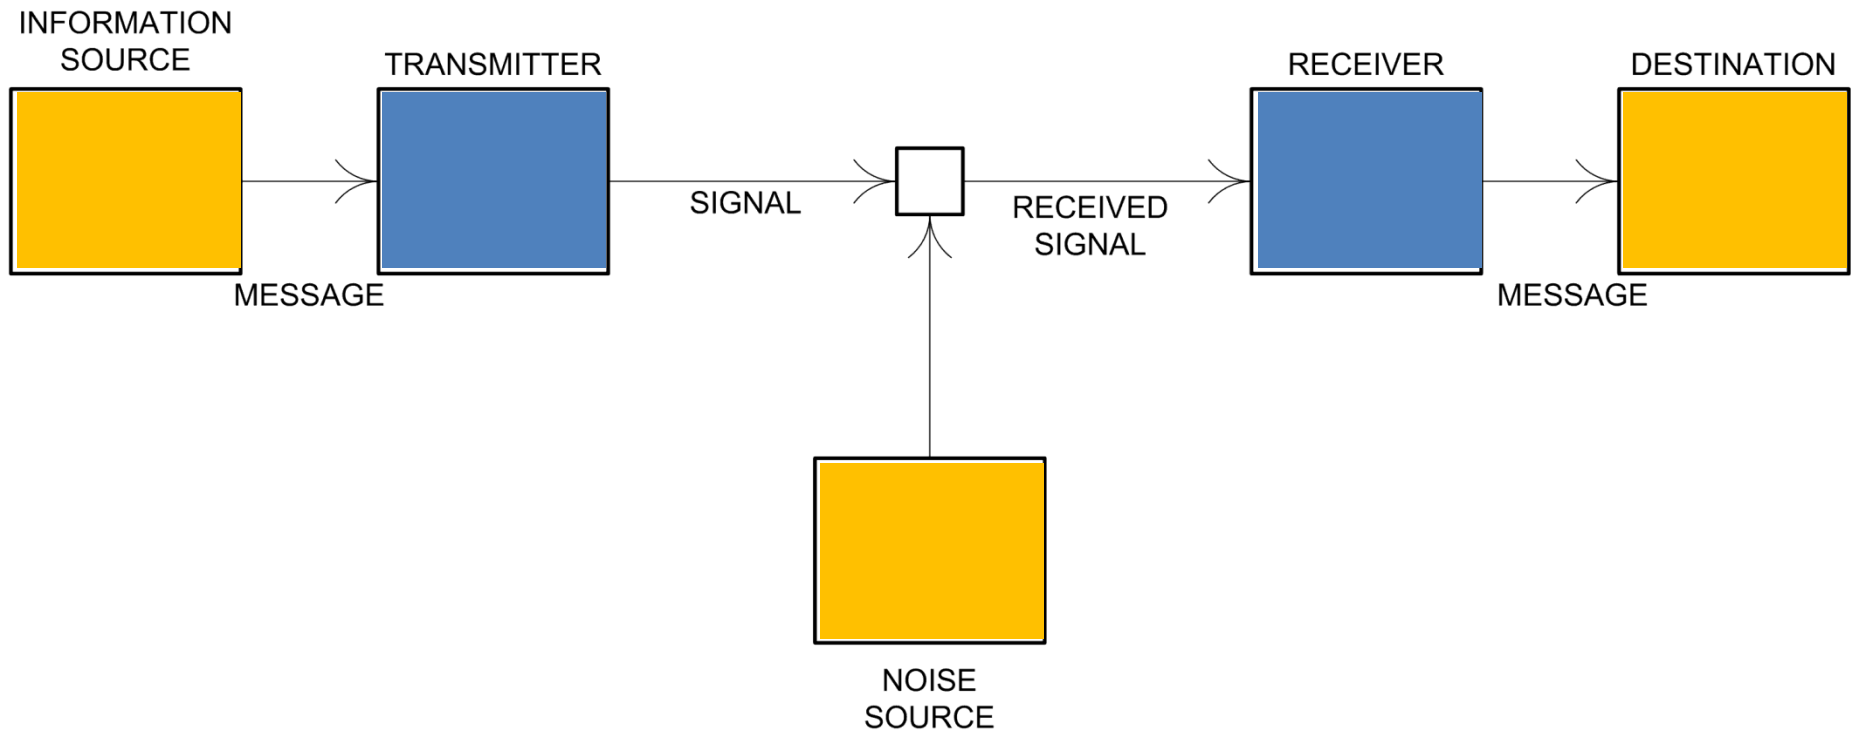 INFORMATION
SOURCE
TRANSMITTER
RECEIVER
DESTINATION
SIGNAL
RECEIVED
SIGNAL
MESSAGE
MESSAGE
NOISE
SOURCE